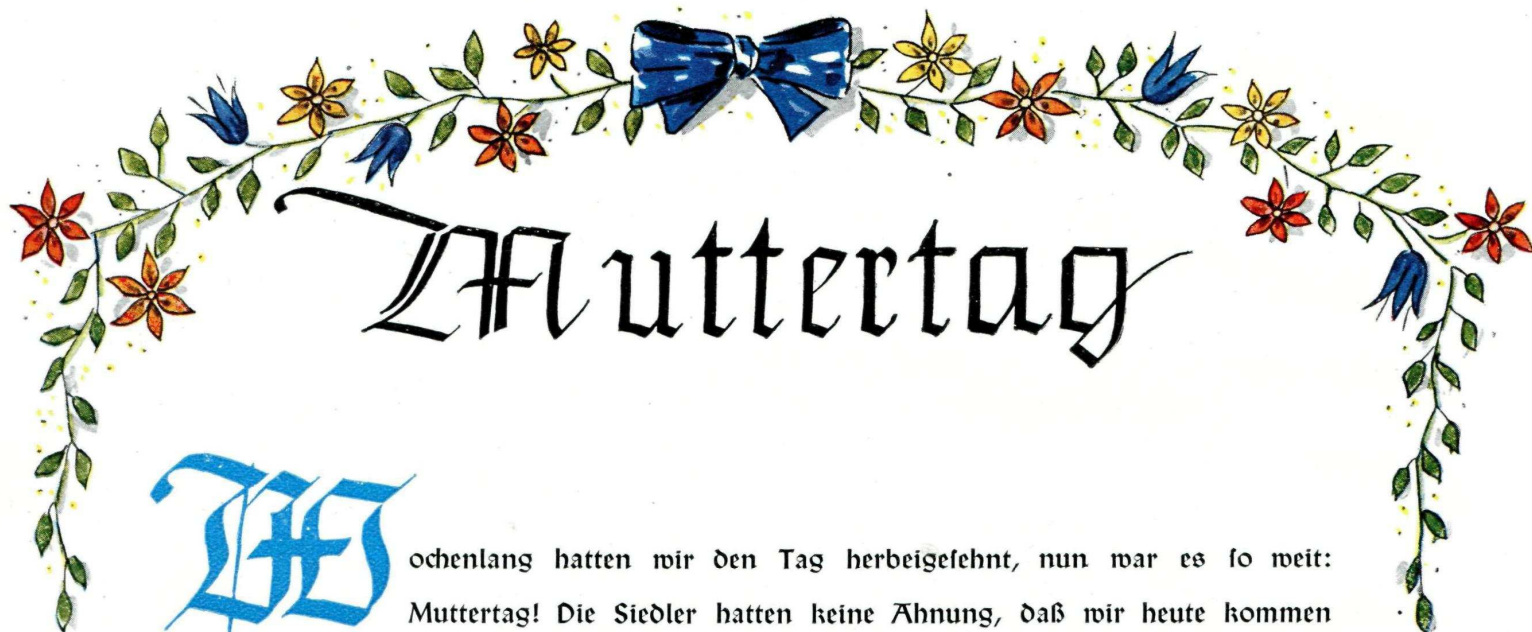 Muttertag
Wochenlang hatten wir den Tag herbeigeſehnt, nun war es ſo weit:
Muttertag! Die Siedler hatten keine Ahnung, daß wir heute kommen